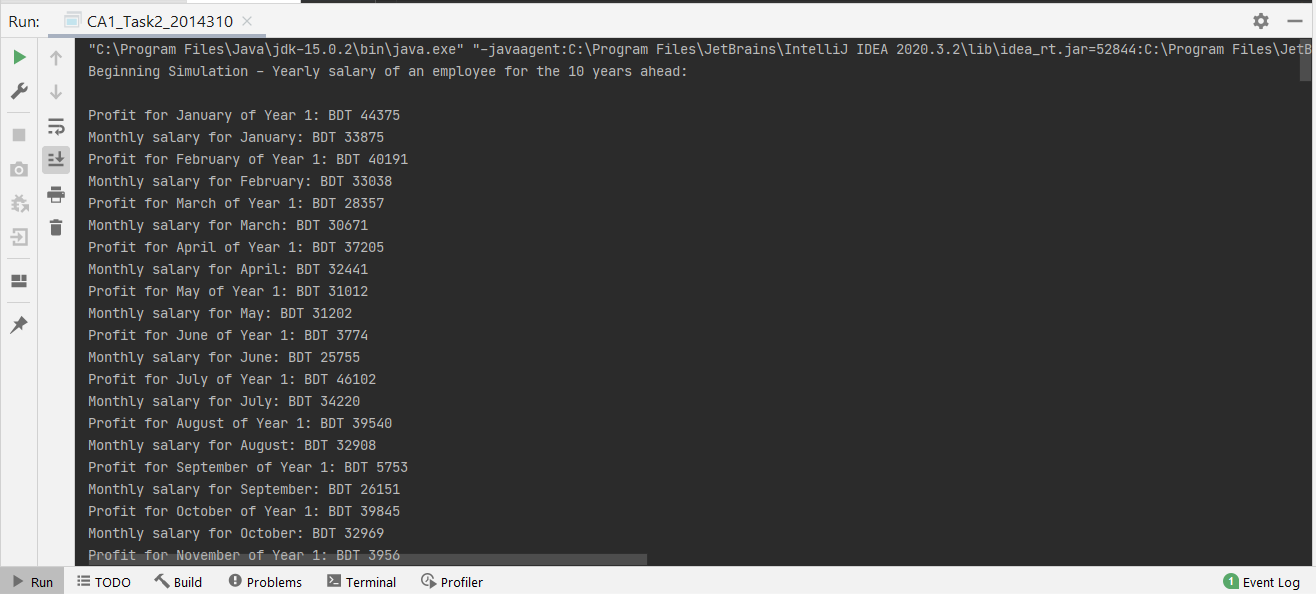 Run: CA1_Task2_2014310
"C:\Program Files\Java\jdk-15.0.2\bin\java.exe" "-javaagent:C:\Program Files\JetBrains\IntelliJ IDEA 2020.3.2\lib\idea_rt.jar=52844:C:\Program Files\JetB
Beginning Simulation - Yearly salary of an employee for the 10 years ahead:
Profit for January of Year 1: BDT 44375
Monthly salary for January: BDT 33875
Profit for February of Year 1: BDT 40191
Monthly salary for February: BDT 33038
Profit for March of Year 1: BDT 28357
Monthly salary for March: BDT 30671
Profit for April of Year 1: BDT 37205
Monthly salary for April: BDT 32441
Profit for May of Year 1: BDT 31012
Monthly salary for May: BDT 31202
Profit for June of Year 1: BDT 3774
Monthly salary for June: BDT 25755
Profit for July of Year 1: BDT 46102
Monthly salary for July: BDT 34220
Profit for August of Year 1: BDT 39540
Monthly salary for August: BDT 32908
Profit for September of Year 1: BDT 5753
Monthly salary for September: BDT 26151
Profit for October of Year 1: BDT 39845
Monthly salary for October: BDT 32969
Profit for November of Year 1: BDT 3956
Run TODO Build Problems Terminal Profiler 1 Event Log